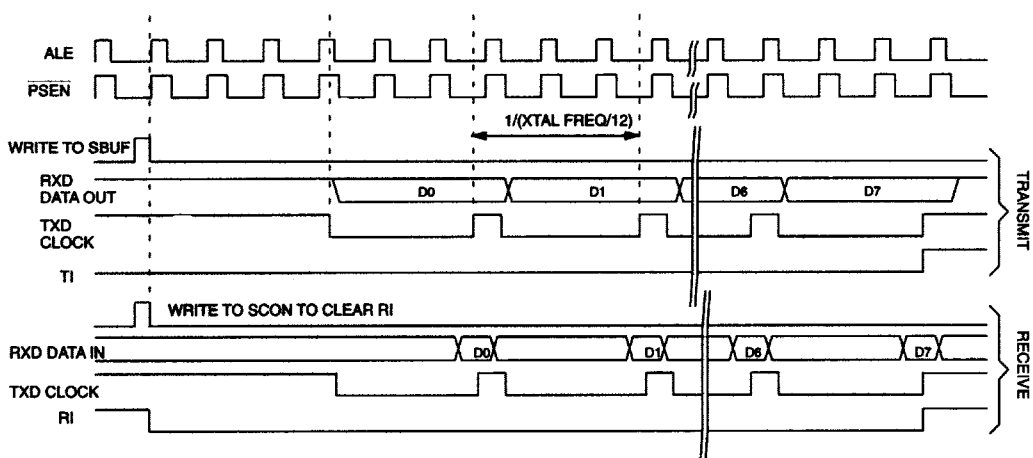 ALE
PSEN
1/(XTAL FREQ/12)
WRITE TO SBUF
RXD
DATA OUT
D0
D1
D6
D7
TXD
CLOCK
TI
TRANSMIT
WRITE TO SCON TO CLEAR RI
RXD DATA IN
D0
D1
D6
D7
TXD CLOCK
RI
RECEIVE